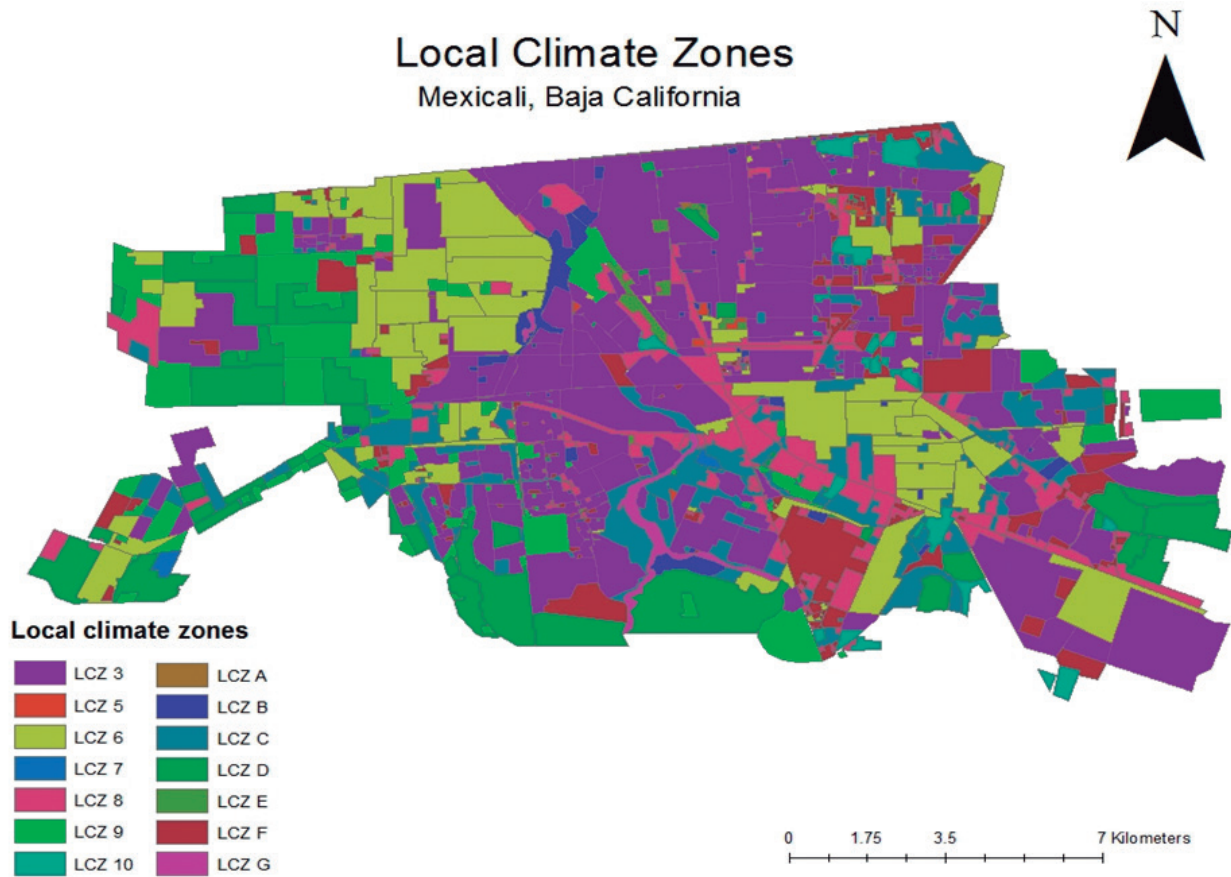 Local Climate Zones
Mexicali, Baja California
N
Local climate zones
LCZ 3
LCZ 5
LCZ 6
LCZ 7
LCZ 8
LCZ 9
LCZ 10
LCZ A
LCZ B
LCZ C
LCZ D
LCZ E
LCZ F
LCZ G
0 1.75 3.5 7 Kilometers